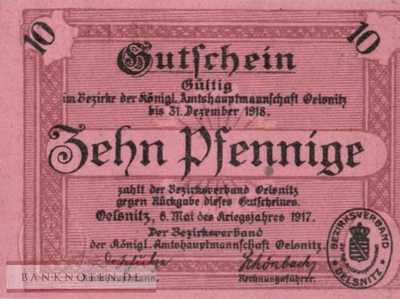 10 10
Gutschein
Gültig
im Bezirke der Königl. Amtshauptmannschaft Oelsnitz
bis 31. Dezember 1918.
Zehn Pfennige
zahlt der Bezirksverband Oelsnitz
gegen Rückgabe dieses Gutscheines.
Oelsnitz, 6. Mai des Kriegsjahres 1917.
Der Bezirksverband
der Königl. Amtshauptmannschaft Oelsnitz.
Schönbach
Amtshauptmann. Rechnungsführer.
BEZIRKSVERBAND
* OELSNITZ *
BANKNOTEN.DE